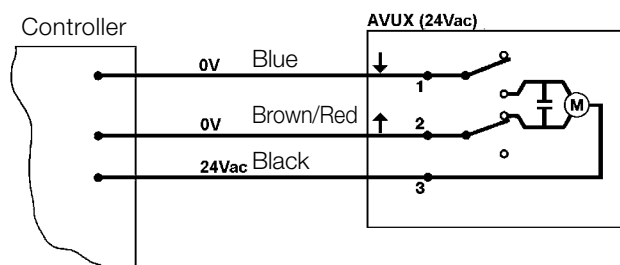 Controller
AVUX (24Vac)
0V Blue
1
0V Brown/Red
2
24Vac Black
3
M